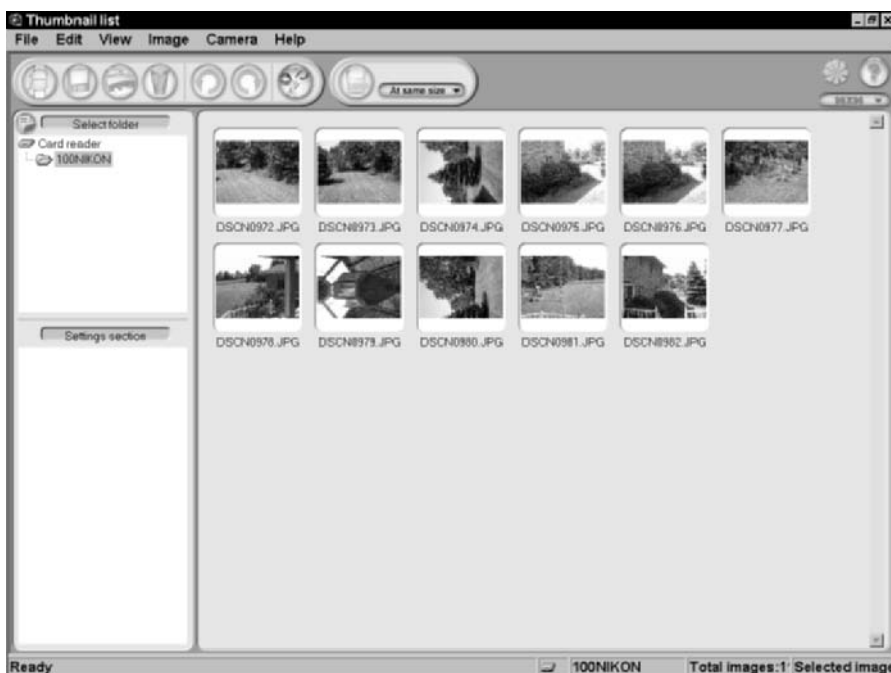 Thumbnail list
File Edit View Image Camera Help
At same size
Select folder
Card reader
100NIKON
DSCN0972.JPG DSCN0973.JPG DSCN0974.JPG DSCN0975.JPG DSCN0976.JPG DSCN0977.JPG
DSCN0978.JPG DSCN0979.JPG DSCN0980.JPG DSCN0981.JPG DSCN0982.JPG
Settings section
Ready 100NIKON Total images:1 Selected image